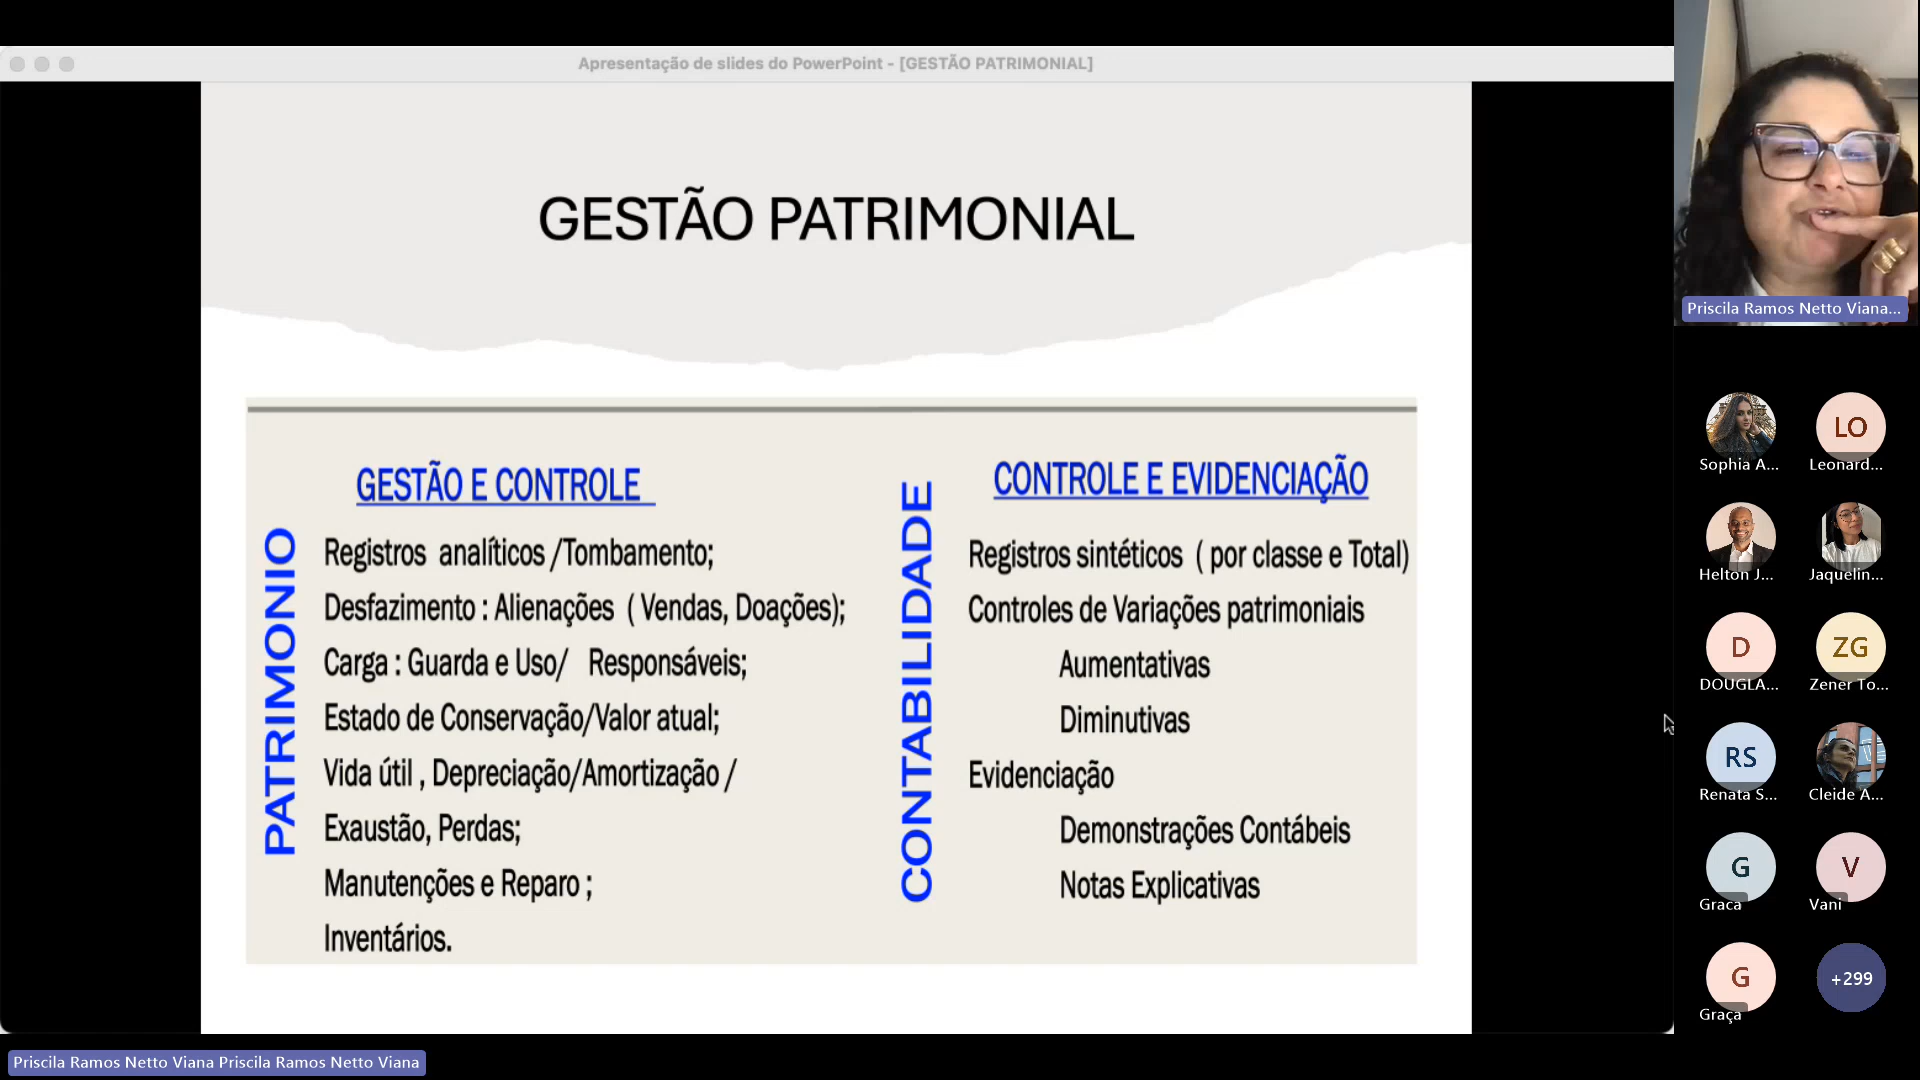 Apresentação de slides do PowerPoint - [GESTÃO PATRIMONIAL]
GESTÃO PATRIMONIAL
PATRIMONIO
GESTÃO E CONTROLE
Registros analíticos /Tombamento;
Desfazimento : Alienações ( Vendas, Doações);
Carga : Guarda e Uso/ Responsáveis;
Estado de Conservação/Valor atual;
Vida útil , Depreciação/Amortização /
Exaustão, Perdas;
Manutenções e Reparo ;
Inventários.
CONTABILIDADE
CONTROLE E EVIDENCIAÇÃO
Registros sintéticos ( por classe e Total)
Controles de Variações patrimoniais
Aumentativas
Diminutivas
Evidenciação
Demonstrações Contábeis
Notas Explicativas
Priscila Ramos Netto Viana...
Sophia A...
LO
Leonard...
Helton J...
Jaquelin...
D
DOUGLA...
ZG
Zener To...
RS
Renata S...
Cleide A...
G
Graca
V
Vani
G
Graça
+299
Priscila Ramos Netto Viana Priscila Ramos Netto Viana